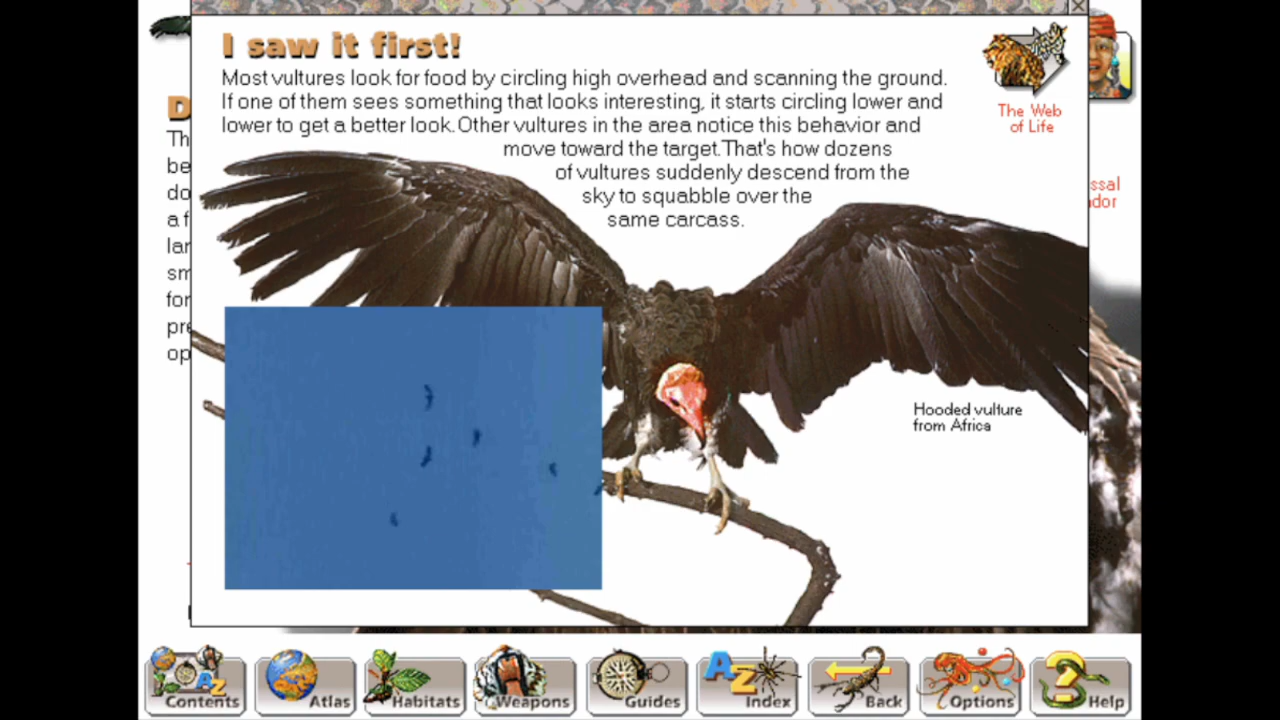 I saw it first!
Most vultures look for food by circling high overhead and scanning the ground.
If one of them sees something that looks interesting, it starts circling lower and
lower to get a better look. Other vultures in the area notice this behavior and
move toward the target. That's how dozens
of vultures suddenly descend from the
sky to squabble over the
same carcass.
The Web
of Life
Hooded vulture
from Africa
Contents
Atlas
Habitats
Weapons
Guides
A Z
Index
Back
Options
Help